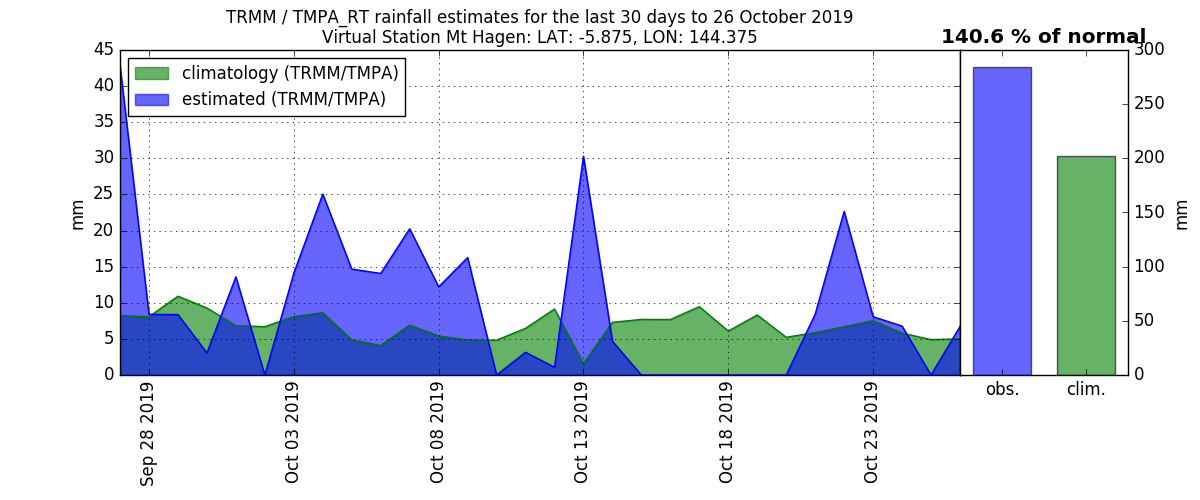 TRMM / TMPA_RT rainfall estimates for the last 30 days to 26 October 2019
Virtual Station Mt Hagen: LAT: -5.875, LON: 144.375
140.6 % of normal
climatology (TRMM/TMPA)
estimated (TRMM/TMPA)
mm
45
40
35
30
25
20
15
10
5
0
Sep 28 2019
Oct 03 2019
Oct 08 2019
Oct 13 2019
Oct 18 2019
Oct 23 2019
obs.
clim.
300
250
200
150
100
50
0
mm